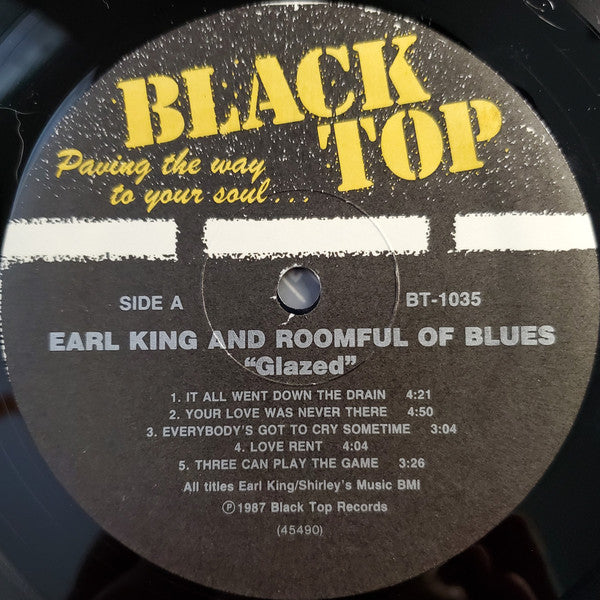 BLACK
TOP
Paving the way
to your soul...
SIDE A BT-1035
EARL KING AND ROOMFUL OF BLUES
"Glazed"
1. IT ALL WENT DOWN THE DRAIN 4:21
2. YOUR LOVE WAS NEVER THERE 4:50
3. EVERYBODY'S GOT TO CRY SOMETIME 3:04
4. LOVE RENT 4:04
5. THREE CAN PLAY THE GAME 3:26
All titles Earl King/Shirley's Music BMI
℗ 1987 Black Top Records
(45490)